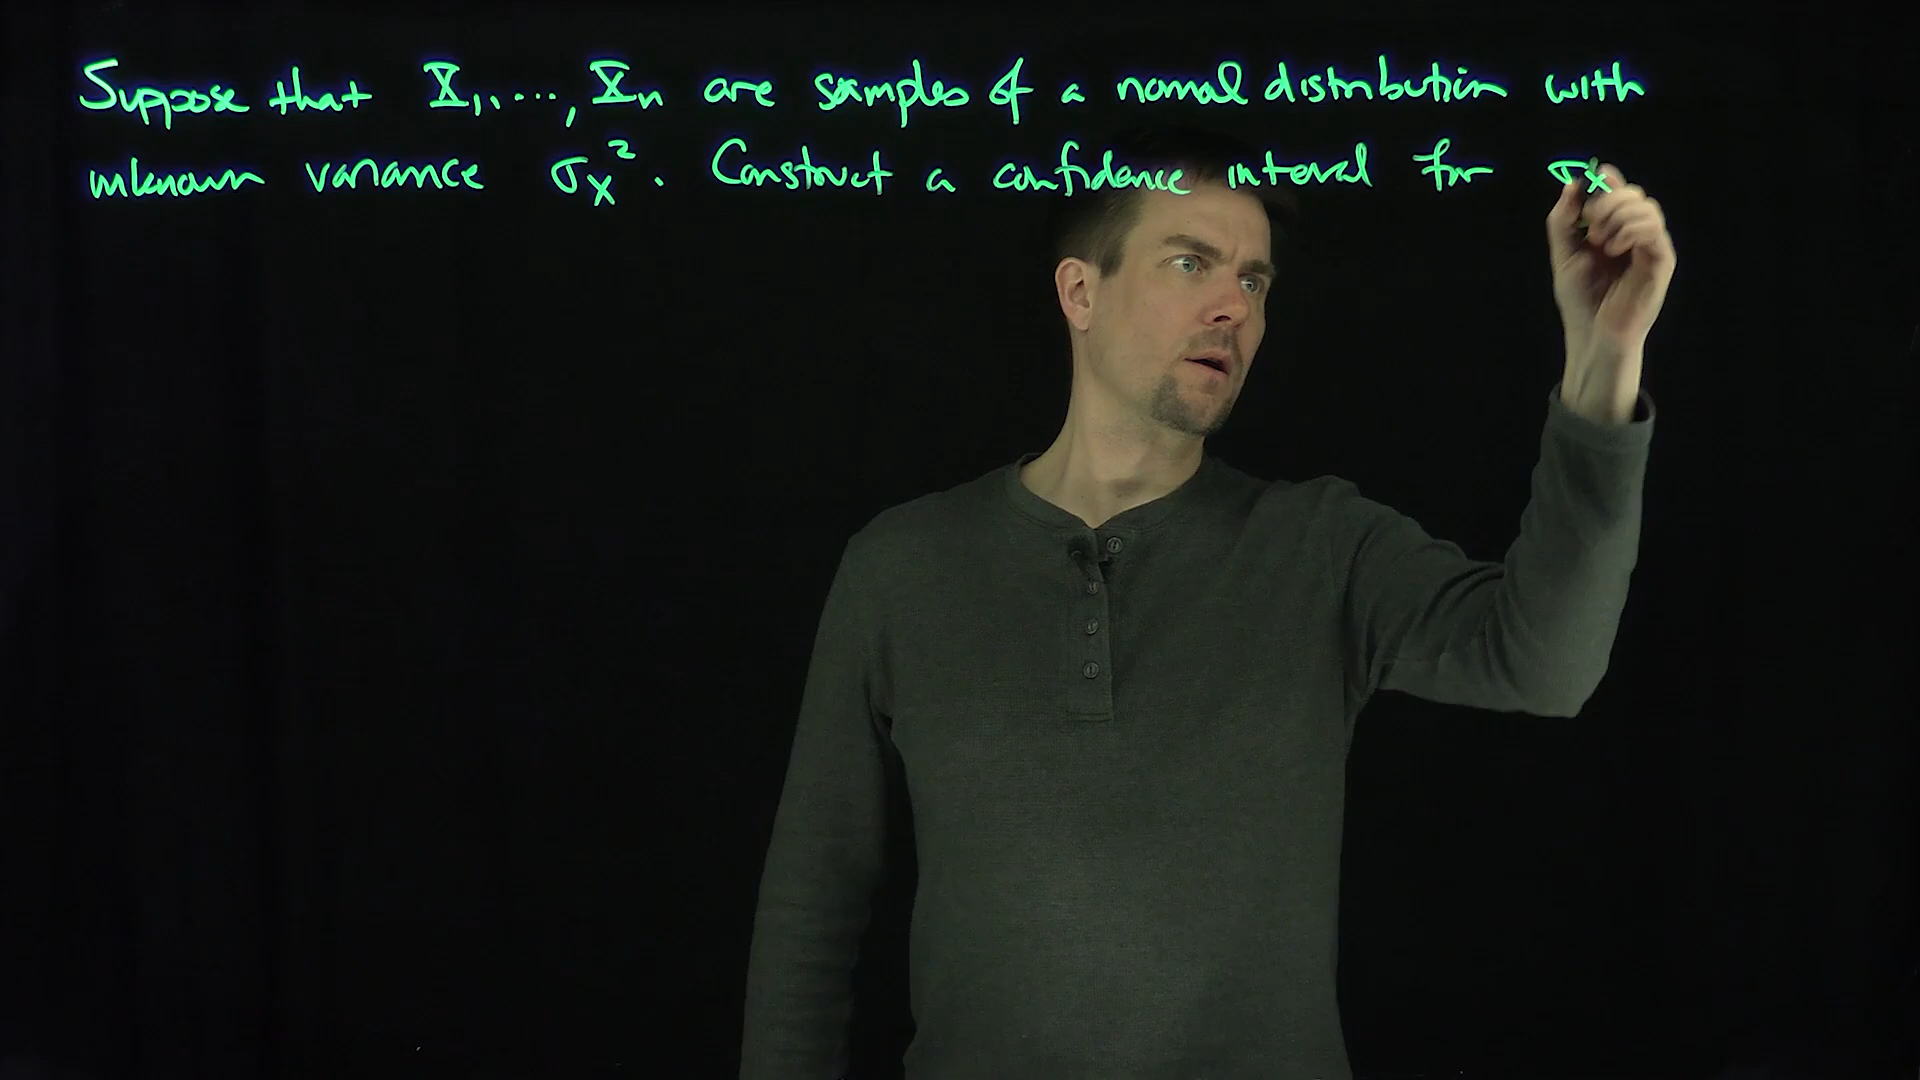 Suppose that X₁,...,Xₙ are samples of a normal distribution with
unknown variance σₓ². Construct a confidence interval for σₓ